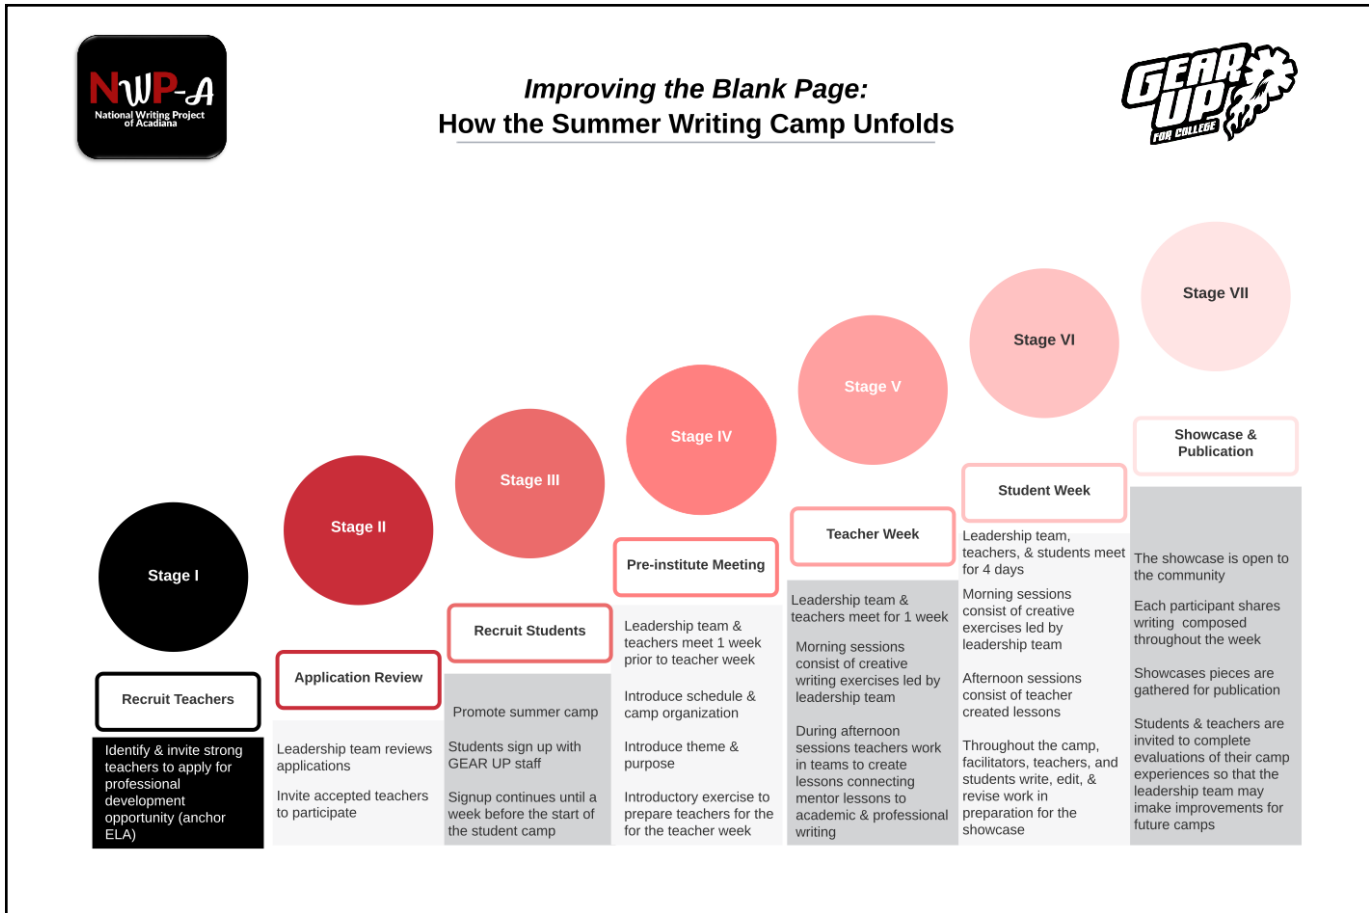 NWP-A
National Writing Project
of Acadiana
Improving the Blank Page:
How the Summer Writing Camp Unfolds
GEAR
UP
FOR COLLEGE
Stage I
Recruit Teachers
Identify & invite strong
teachers to apply for
professional
development
opportunity (anchor
ELA)
Stage II
Application Review
Leadership team reviews
applications
Invite accepted teachers
to participate
Stage III
Recruit Students
Promote summer camp
Students sign up with
GEAR UP staff
Signup continues until a
week before the start of
the student camp
Stage IV
Pre-institute Meeting
Leadership team &
teachers meet 1 week
prior to teacher week
Introduce schedule &
camp organization
Introduce theme &
purpose
Introductory exercise to
prepare teachers for the
for the teacher week
Stage V
Teacher Week
Leadership team &
teachers meet for 1 week
Morning sessions
consist of creative
writing exercises led by
leadership team
During afternoon
sessions teachers work
in teams to create
lessons connecting
mentor lessons to
academic & professional
writing
Stage VI
Student Week
Leadership team,
teachers, & students meet
for 4 days
Morning sessions
consist of creative
exercises led by
leadership team
Afternoon sessions
consist of teacher
created lessons
Throughout the camp,
facilitators, teachers, and
students write, edit, &
revise work in
preparation for the
showcase
Stage VII
Showcase &
Publication
The showcase is open to
the community
Each participant shares
writing composed
throughout the week
Showcases pieces are
gathered for publication
Students & teachers are
invited to complete
evaluations of their camp
experiences so that the
leadership team may
imake improvements for
future camps